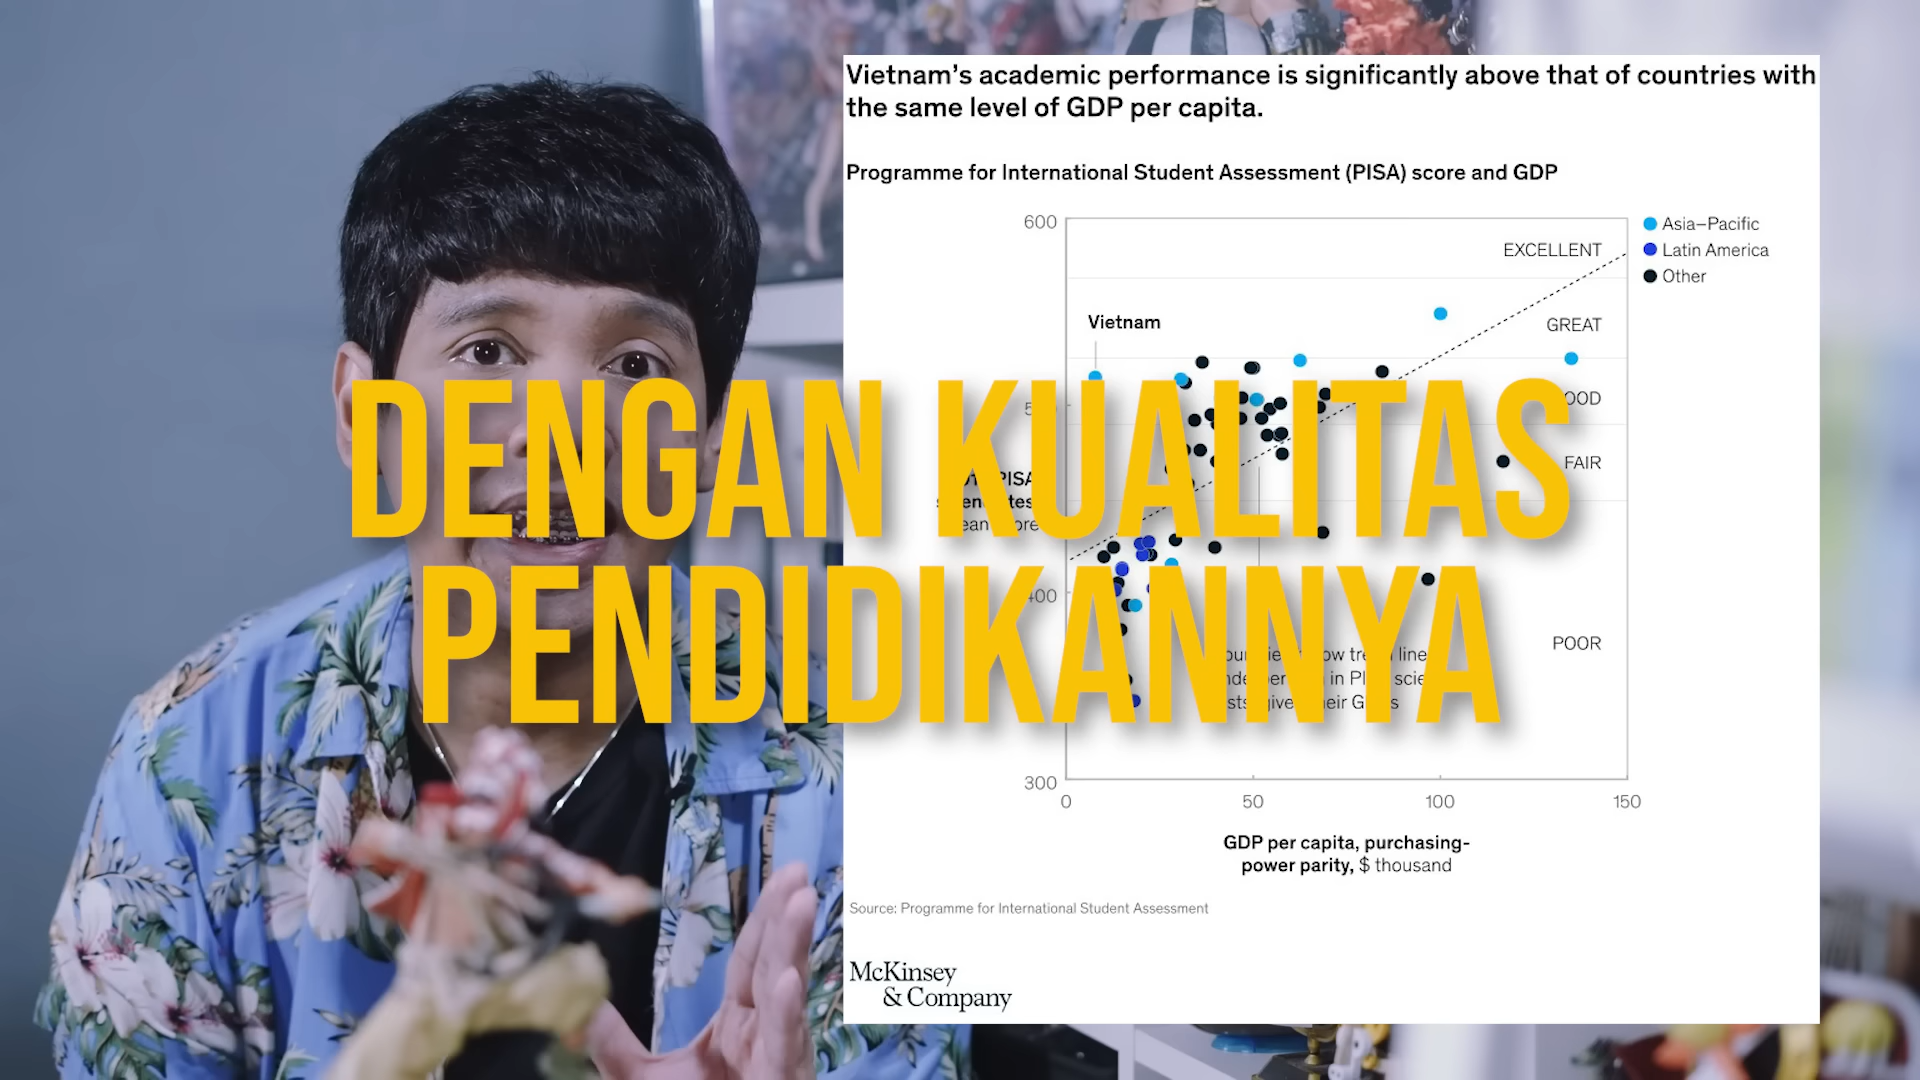 Vietnam's academic performance is significantly above that of countries with
the same level of GDP per capita.
Programme for International Student Assessment (PISA) score and GDP
600
EXCELLENT
GREAT
FAIR
POOR
Asia–Pacific
Latin America
Other
Vietnam
DENGAN KUALITAS
PENDIDIKANNYA
300
0
50
100
150
GDP per capita, purchasing-
power parity, $ thousand
Source: Programme for International Student Assessment
McKinsey
& Company